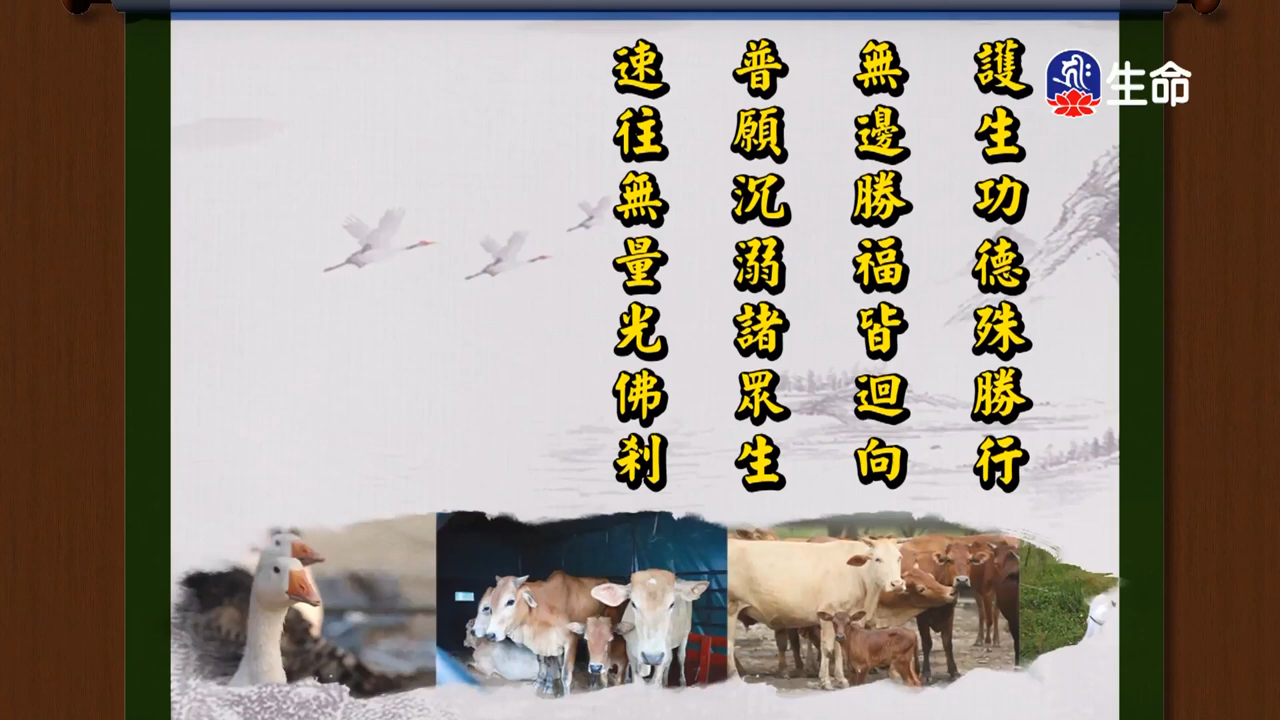 護生功德殊勝行
無邊勝福皆迴向
普願沉溺諸眾生
速往無量光佛剎
生命